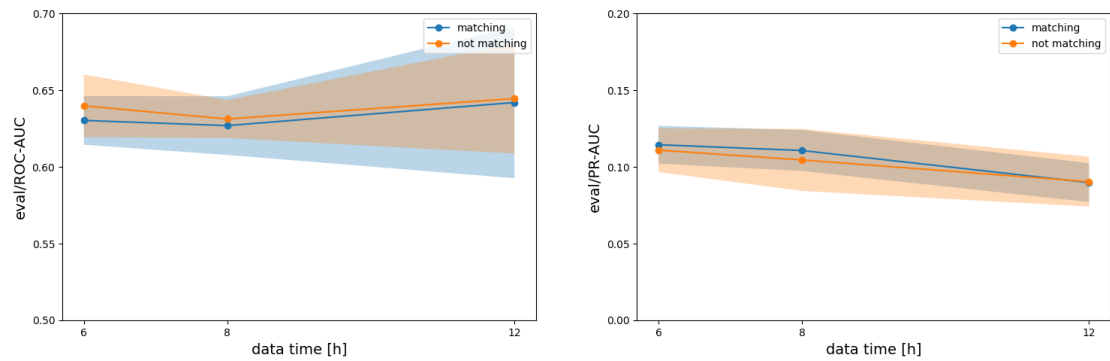 0.70
0.65
0.60
0.55
0.50
eval/ROC-AUC
matching
not matching
6
8
12
data time [h]
0.20
0.15
0.10
0.05
0.00
eval/PR-AUC
matching
not matching
6
8
12
data time [h]